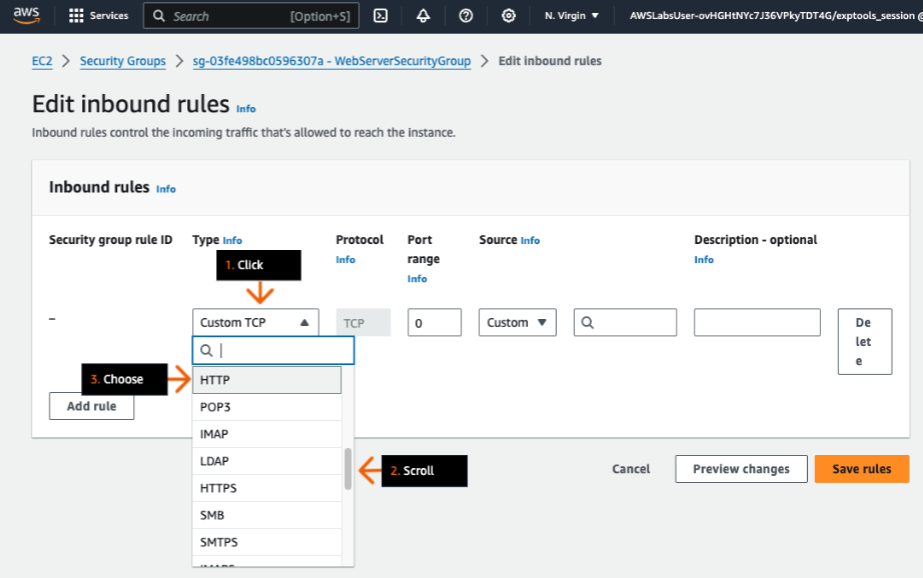 aws
Services
Search [Option+S]
N. Virgin
AWSLabsUser-ovHGHtNYc7J36VPkyTDT4G/exptools_session @
EC2 > Security Groups > sg-03fe498bc0596307a - WebServerSecurityGroup > Edit inbound rules
Edit inbound rules Info
Inbound rules control the incoming traffic that's allowed to reach the instance.
Inbound rules Info
Security group rule ID
Type Info
Protocol
Info
Port
range
Info
Source Info
Description - optional
Info
1. Click
–
Custom TCP
TCP
0
Custom
De
let
e
3. Choose
HTTP
POP3
IMAP
LDAP
HTTPS
SMB
SMTPS
IMAPS
Add rule
2. Scroll
Cancel
Preview changes
Save rules